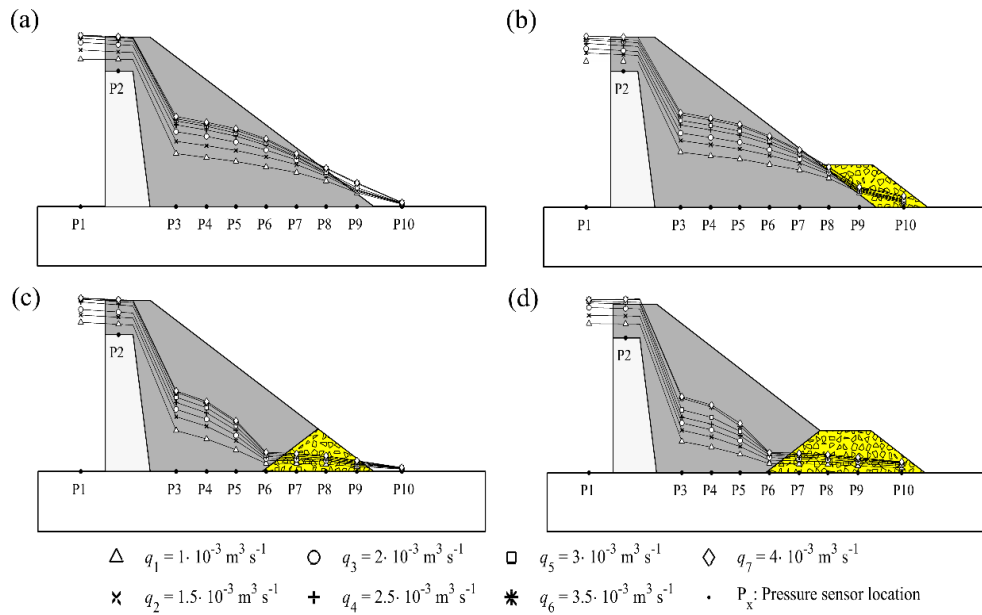 (a)
(b)
P2
P2
P1 P3 P4 P5 P6 P7 P8 P9 P10
P1 P3 P4 P5 P6 P7 P8 P9 P10
(c)
(d)
P2
P2
P1 P3 P4 P5 P6 P7 P8 P9 P10
P1 P3 P4 P5 P6 P7 P8 P9 P10
q₁ = 1· 10⁻³ m³ s⁻¹ q₃ = 2· 10⁻³ m³ s⁻¹ q₅ = 3· 10⁻³ m³ s⁻¹ q₇ = 4· 10⁻³ m³ s⁻¹
q₂ = 1.5· 10⁻³ m³ s⁻¹ q₄ = 2.5· 10⁻³ m³ s⁻¹ q₆ = 3.5· 10⁻³ m³ s⁻¹ Pₓ: Pressure sensor location